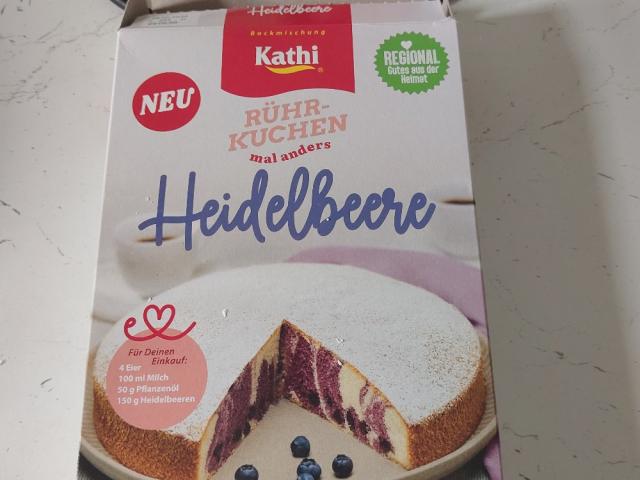 Heidelbeere
Backmischung
Kathi®
REGIONAL
Gutes aus der
Heimat
NEU
RÜHR-
KUCHEN
mal anders
Heidelbeere
Für Deinen
Einkauf:
4 Eier
100 ml Milch
50 g Pflanzenöl
150 g Heidelbeeren